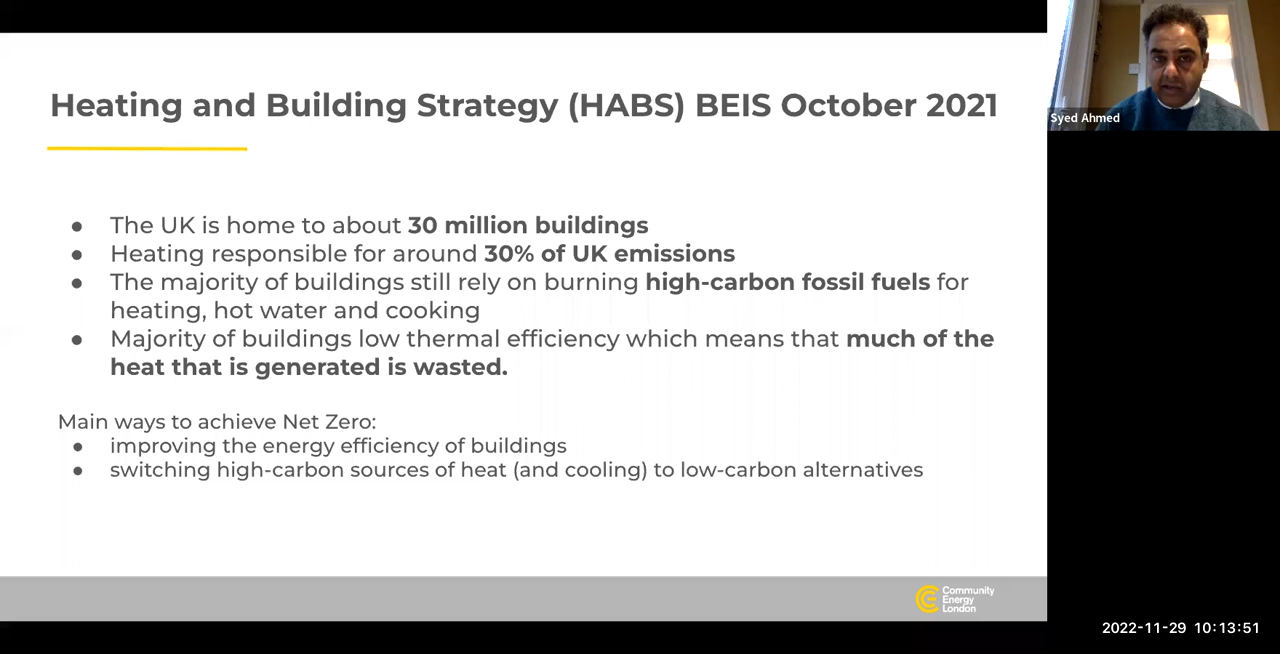 Heating and Building Strategy (HABS) BEIS October 2021
● The UK is home to about 30 million buildings
● Heating responsible for around 30% of UK emissions
● The majority of buildings still rely on burning high-carbon fossil fuels for
heating, hot water and cooking
● Majority of buildings low thermal efficiency which means that much of the
heat that is generated is wasted.
Main ways to achieve Net Zero:
● improving the energy efficiency of buildings
● switching high-carbon sources of heat (and cooling) to low-carbon alternatives
Community
Energy
London
Syed Ahmed
2022-11-29 10:13:51